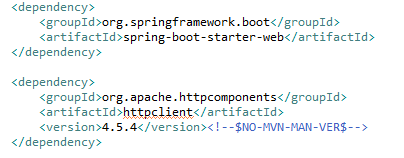 <dependency>
<groupId>org.springframework.boot</groupId>
<artifactId>spring-boot-starter-web</artifactId>
</dependency>
<dependency>
<groupId>org.apache.httpcomponents</groupId>
<artifactId>httpclient</artifactId>
<version>4.5.4</version><!--$NO-MVN-MAN-VER$-->
</dependency>